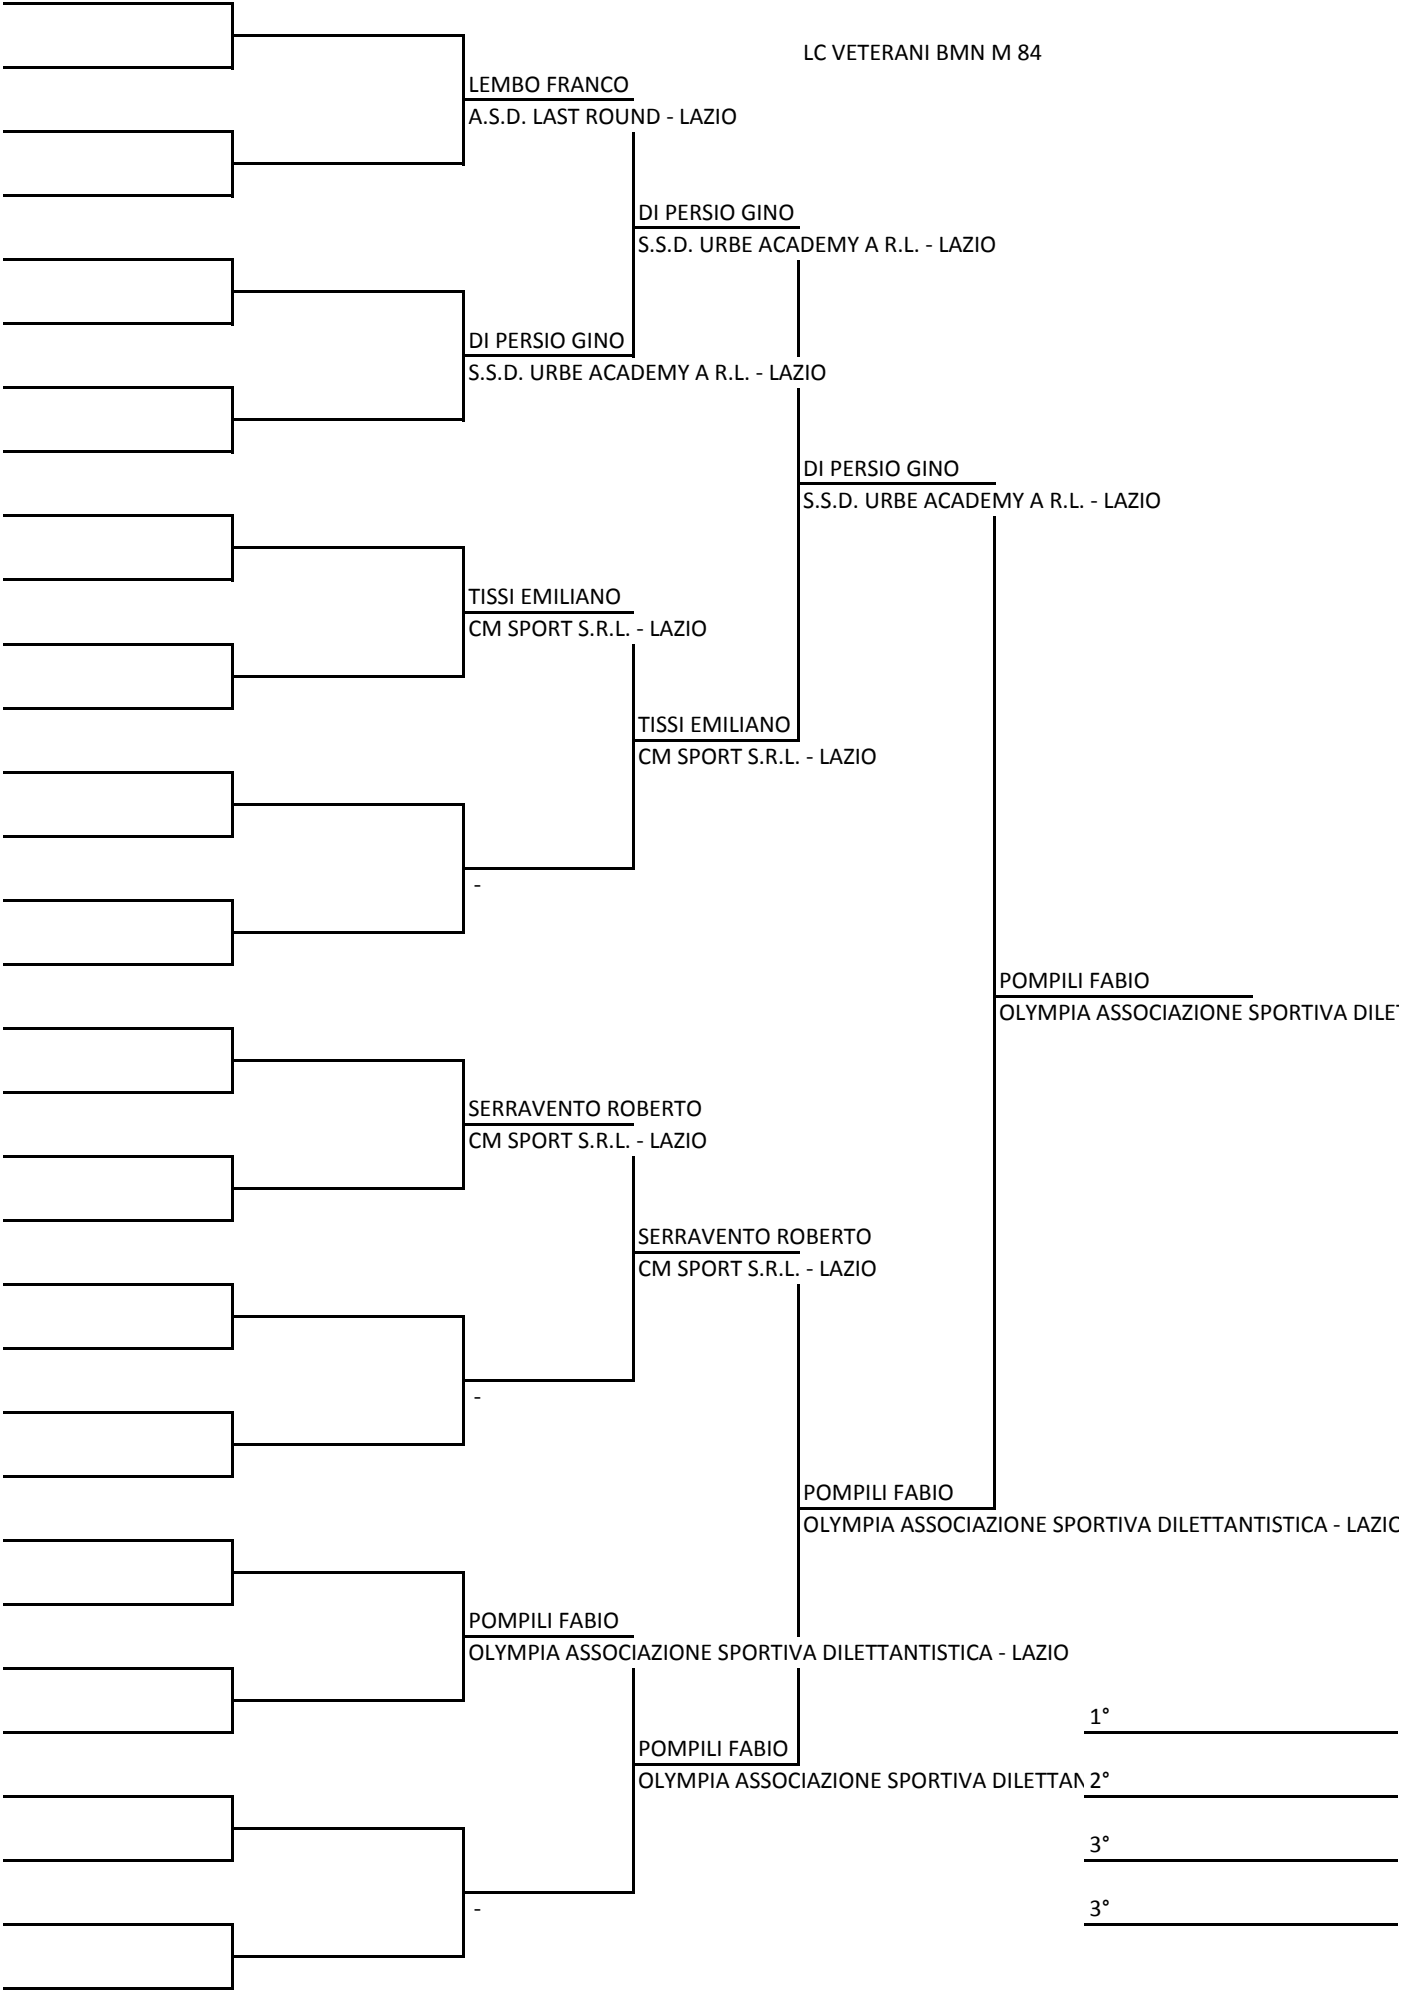 LC VETERANI BMN M 84
LEMBO FRANCO
A.S.D. LAST ROUND - LAZIO
DI PERSIO GINO
S.S.D. URBE ACADEMY A R.L. - LAZIO
DI PERSIO GINO
S.S.D. URBE ACADEMY A R.L. - LAZIO
DI PERSIO GINO
S.S.D. URBE ACADEMY A R.L. - LAZIO
TISSI EMILIANO
CM SPORT S.R.L. - LAZIO
TISSI EMILIANO
CM SPORT S.R.L. - LAZIO
-
POMPILI FABIO
OLYMPIA ASSOCIAZIONE SPORTIVA DILE
SERRAVENTO ROBERTO
CM SPORT S.R.L. - LAZIO
SERRAVENTO ROBERTO
CM SPORT S.R.L. - LAZIO
-
POMPILI FABIO
OLYMPIA ASSOCIAZIONE SPORTIVA DILETTANTISTICA - LAZIO
POMPILI FABIO
OLYMPIA ASSOCIAZIONE SPORTIVA DILETTANTISTICA - LAZIO
1°
POMPILI FABIO
OLYMPIA ASSOCIAZIONE SPORTIVA DILETTAN 2°
3°
-
3°